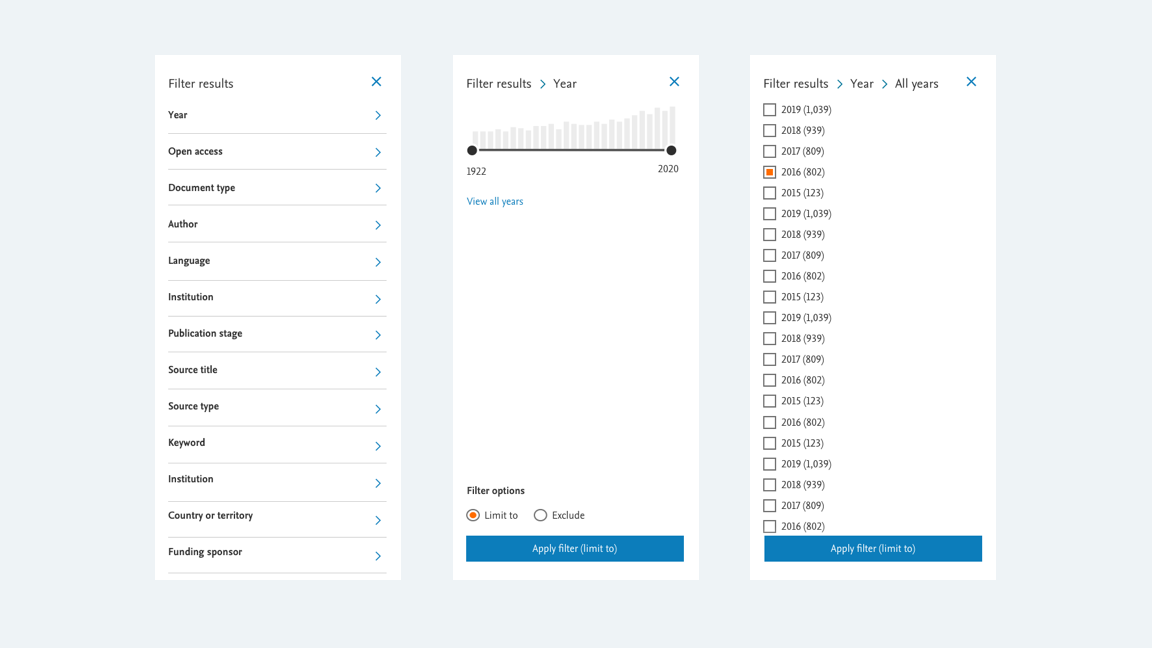 Filter results
Year
Open access
Document type
Author
Language
Institution
Publication stage
Source title
Source type
Keyword
Institution
Country or territory
Funding sponsor
Filter results > Year
1922
2020
View all years
Filter options
Limit to
Exclude
Apply filter (limit to)
Filter results > Year > All years
2019 (1,039)
2018 (939)
2017 (809)
2016 (802)
2015 (123)
2019 (1,039)
2018 (939)
2017 (809)
2016 (802)
2015 (123)
2019 (1,039)
2018 (939)
2017 (809)
2016 (802)
2015 (123)
2016 (802)
2015 (123)
2019 (1,039)
2018 (939)
2017 (809)
2016 (802)
Apply filter (limit to)